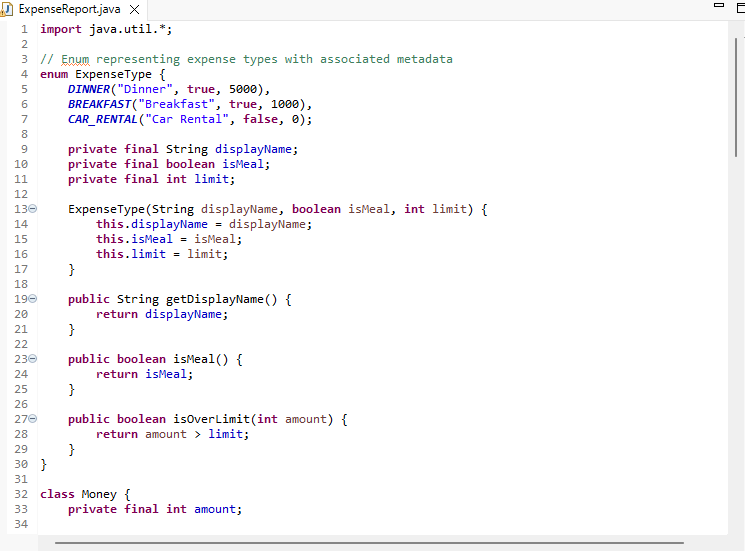 ExpenseReport.java
1 import java.util.*;
2
3 // Enum representing expense types with associated metadata
4 enum ExpenseType {
5     DINNER("Dinner", true, 5000),
6     BREAKFAST("Breakfast", true, 1000),
7     CAR_RENTAL("Car Rental", false, 0);
8
9     private final String displayName;
10     private final boolean isMeal;
11     private final int limit;
12
13     ExpenseType(String displayName, boolean isMeal, int limit) {
14         this.displayName = displayName;
15         this.isMeal = isMeal;
16         this.limit = limit;
17     }
18
19     public String getDisplayName() {
20         return displayName;
21     }
22
23     public boolean isMeal() {
24         return isMeal;
25     }
26
27     public boolean isOverLimit(int amount) {
28         return amount > limit;
29     }
30 }
31
32 class Money {
33     private final int amount;
34